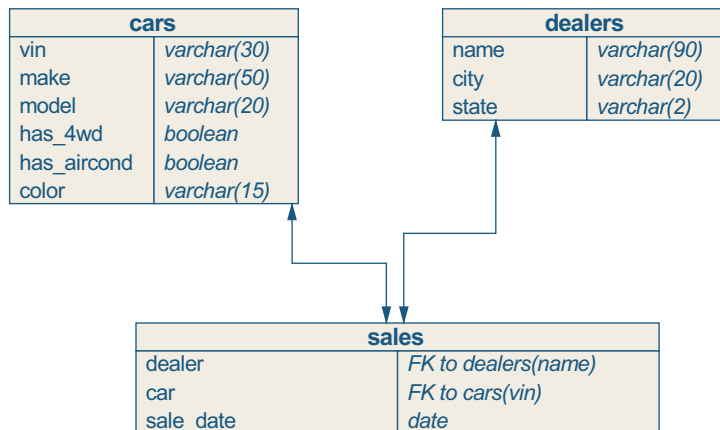 cars
vin varchar(30)
make varchar(50)
model varchar(20)
has_4wd boolean
has_aircond boolean
color varchar(15)
dealers
name varchar(90)
city varchar(20)
state varchar(2)
sales
dealer FK to dealers(name)
car FK to cars(vin)
sale_date date